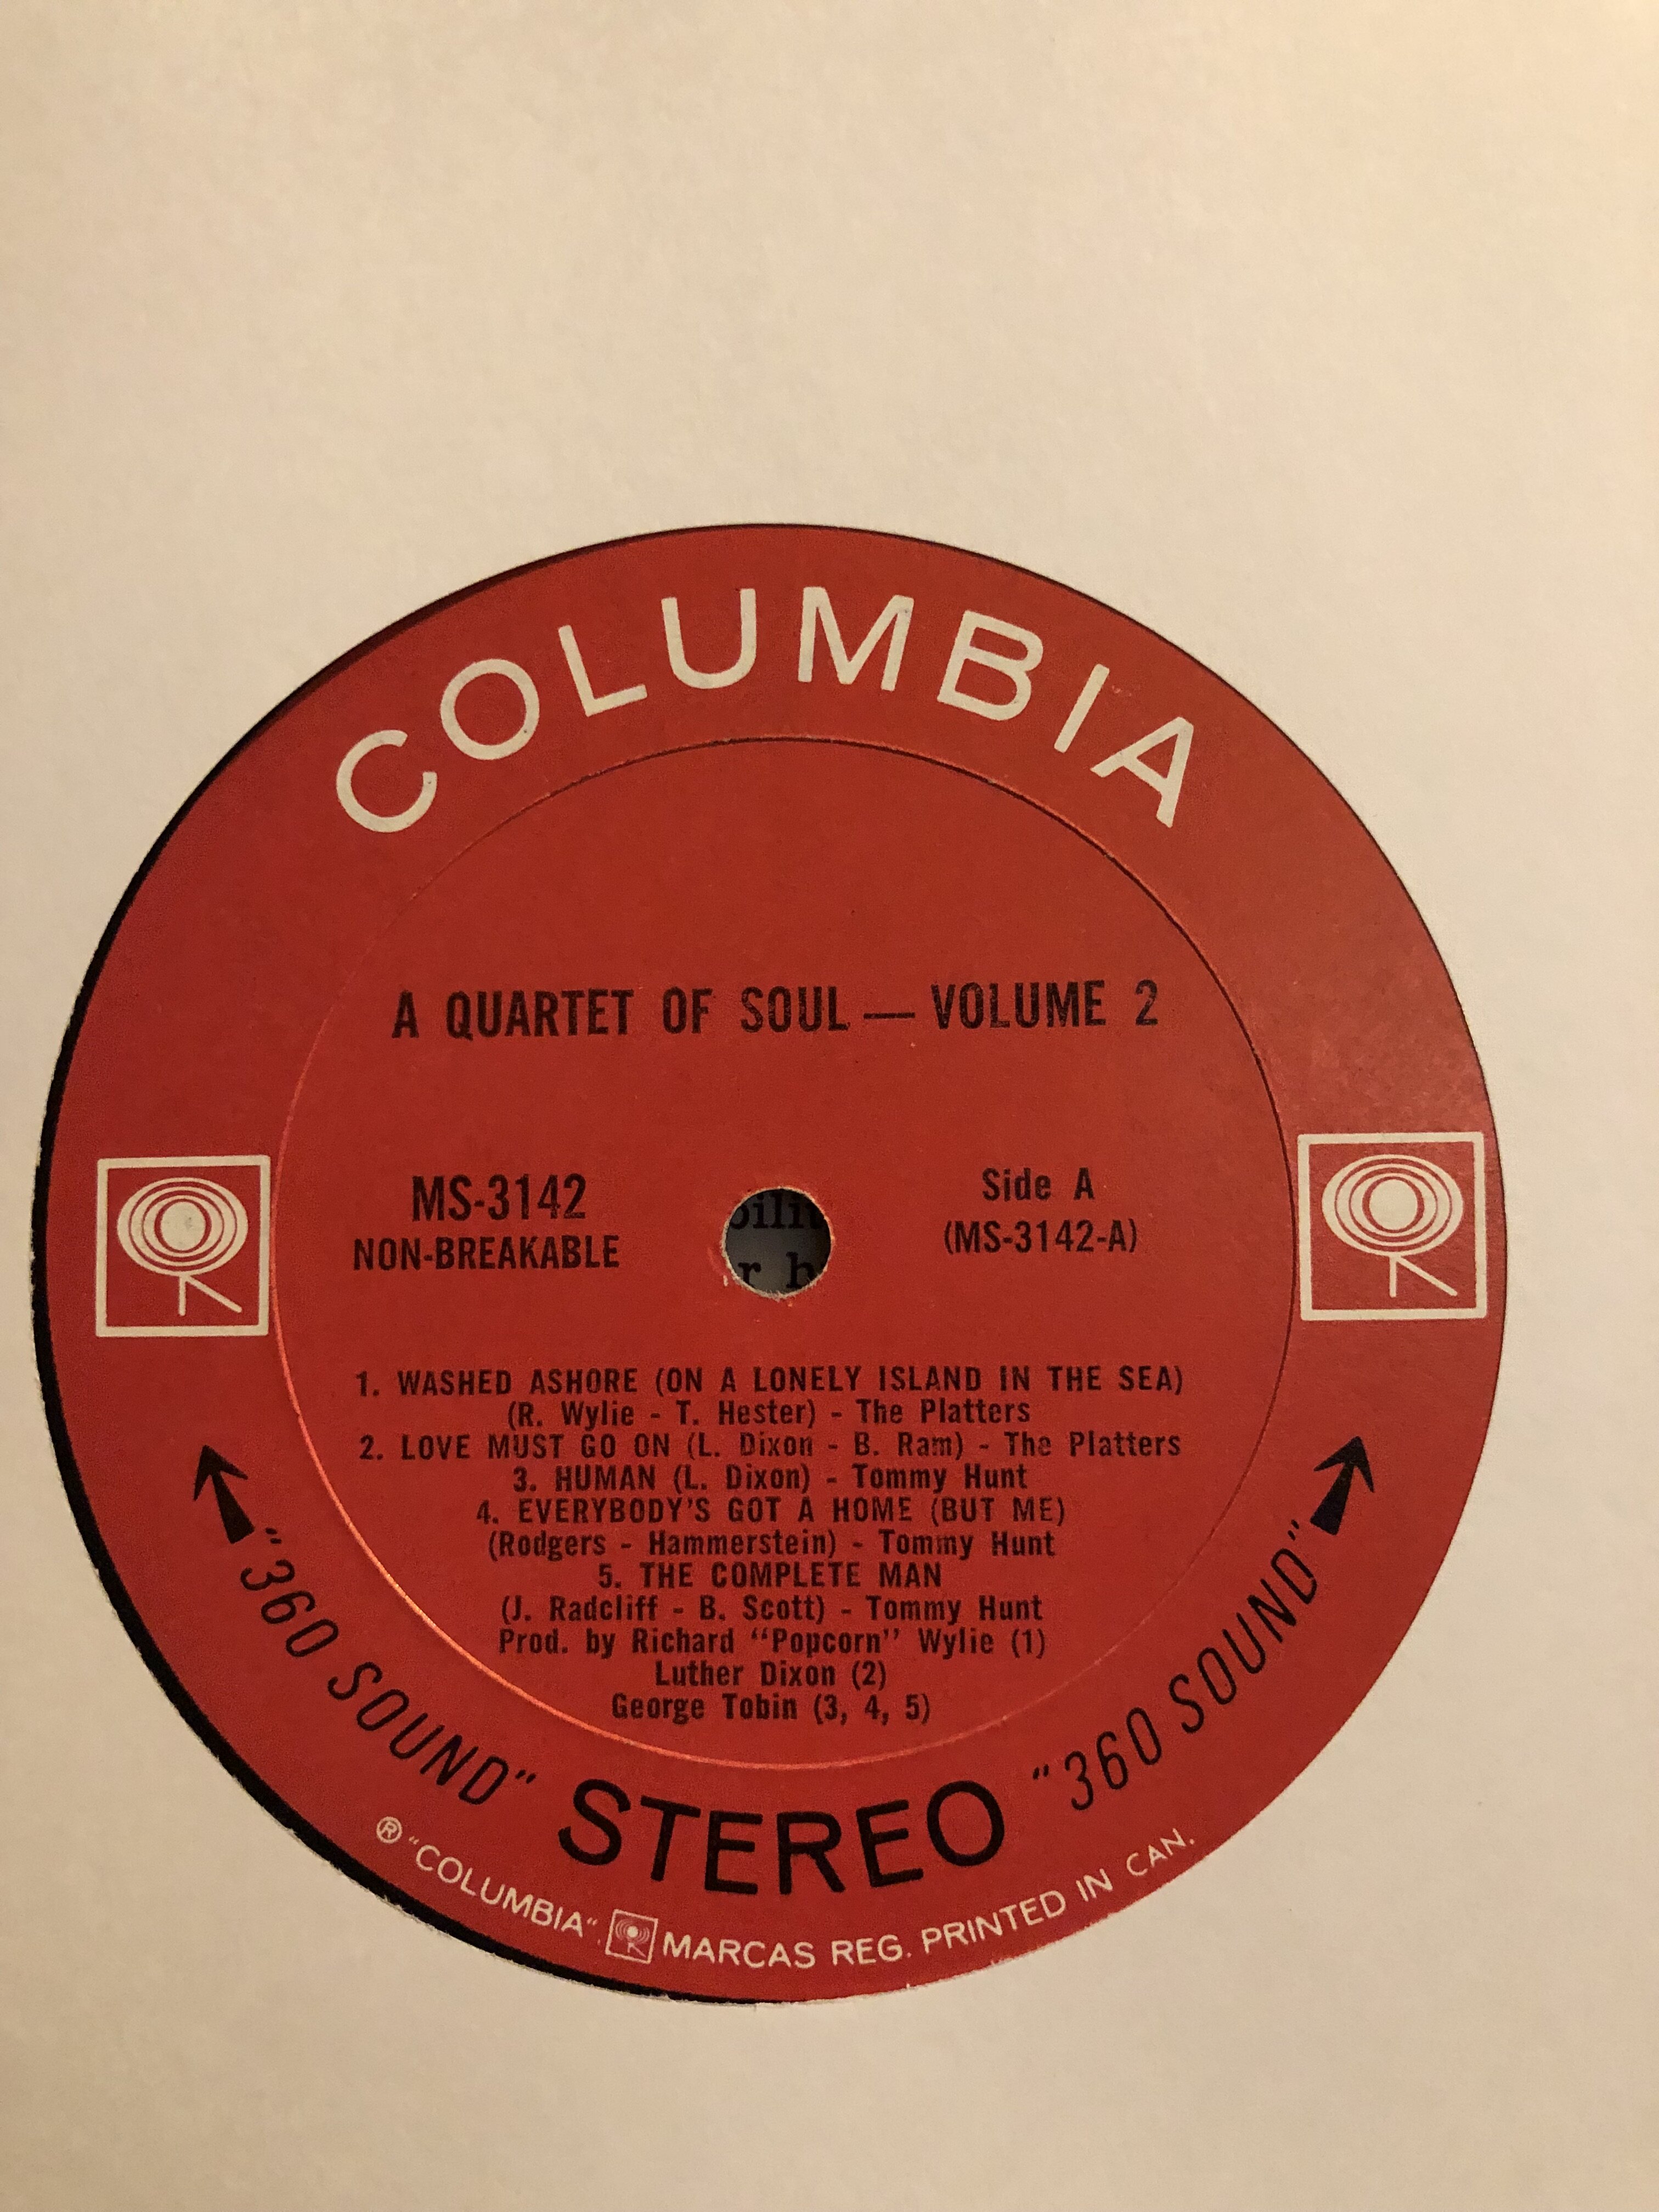 COLUMBIA
A QUARTET OF SOUL — VOLUME 2
MS-3142
NON-BREAKABLE
Side A
(MS-3142-A)
1. WASHED ASHORE (ON A LONELY ISLAND IN THE SEA)
(R. Wylie - T. Hester) - The Platters
2. LOVE MUST GO ON (L. Dixon - B. Ram) - The Platters
3. HUMAN (L. Dixon) - Tommy Hunt
4. EVERYBODY'S GOT A HOME (BUT ME)
(Rodgers - Hammerstein) - Tommy Hunt
5. THE COMPLETE MAN
(J. Radcliff - B. Scott) - Tommy Hunt
Prod. by Richard "Popcorn" Wylie (1)
Luther Dixon (2)
George Tobin (3, 4, 5)
"360 SOUND" STEREO "360 SOUND"
® "COLUMBIA". MARCAS REG. PRINTED IN CAN.